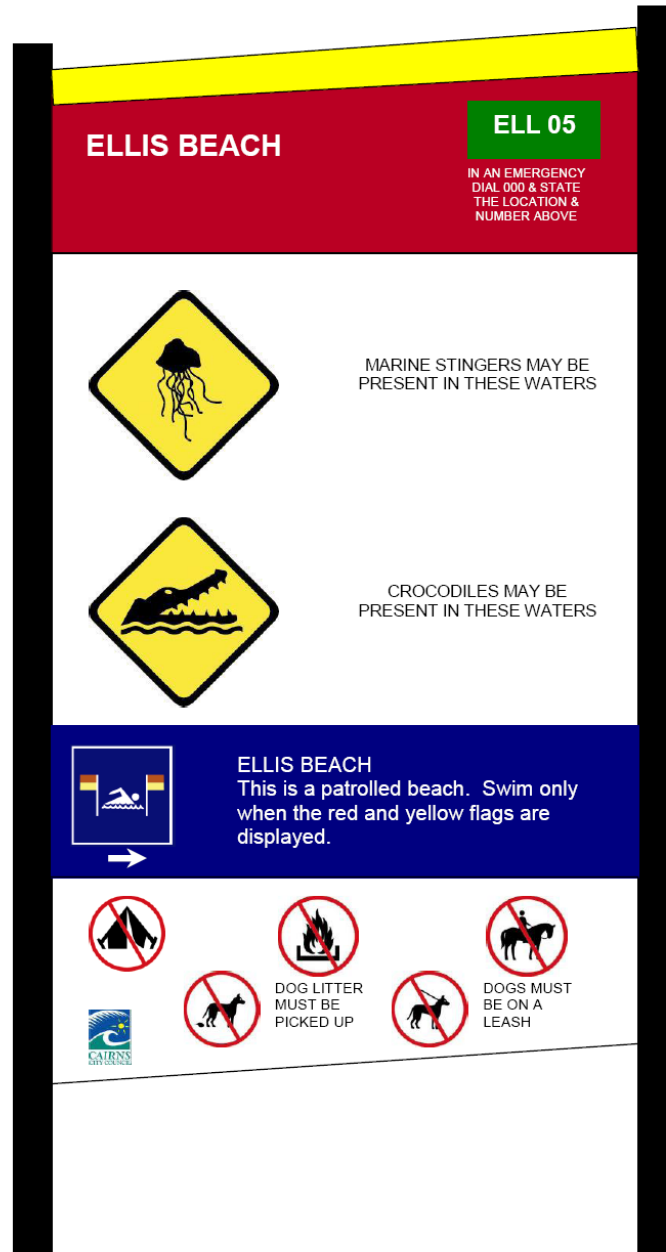 ELLIS BEACH
ELL 05
IN AN EMERGENCY
DIAL 000 & STATE
THE LOCATION &
NUMBER ABOVE
MARINE STINGERS MAY BE
PRESENT IN THESE WATERS
CROCODILES MAY BE
PRESENT IN THESE WATERS
ELLIS BEACH
This is a patrolled beach.  Swim only
when the red and yellow flags are
displayed.
DOG LITTER
MUST BE
PICKED UP
DOGS MUST
BE ON A
LEASH
CAIRNS
CITY COUNCIL